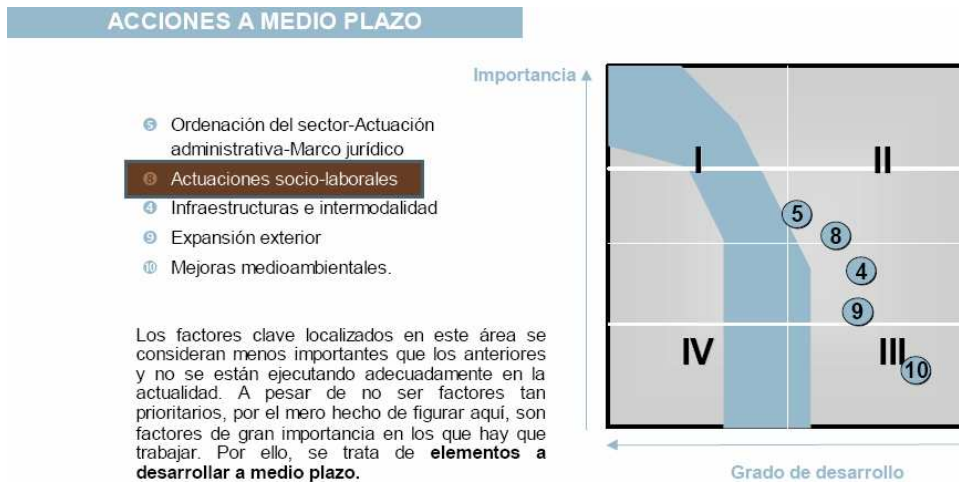 ACCIONES A MEDIO PLAZO
Importancia
❺ Ordenación del sector-Actuación
administrativa-Marco jurídico
❽ Actuaciones socio-laborales
❹ Infraestructuras e intermodalidad
❾ Expansión exterior
❿ Mejoras medioambientales.
Los factores clave localizados en este área se
consideran menos importantes que los anteriores
y no se están ejecutando adecuadamente en la
actualidad. A pesar de no ser factores tan
prioritarios, por el mero hecho de figurar aquí, son
factores de gran importancia en los que hay que
trabajar. Por ello, se trata de elementos a
desarrollar a medio plazo.
I
II
5
8
4
9
IV
III
10
Grado de desarrollo